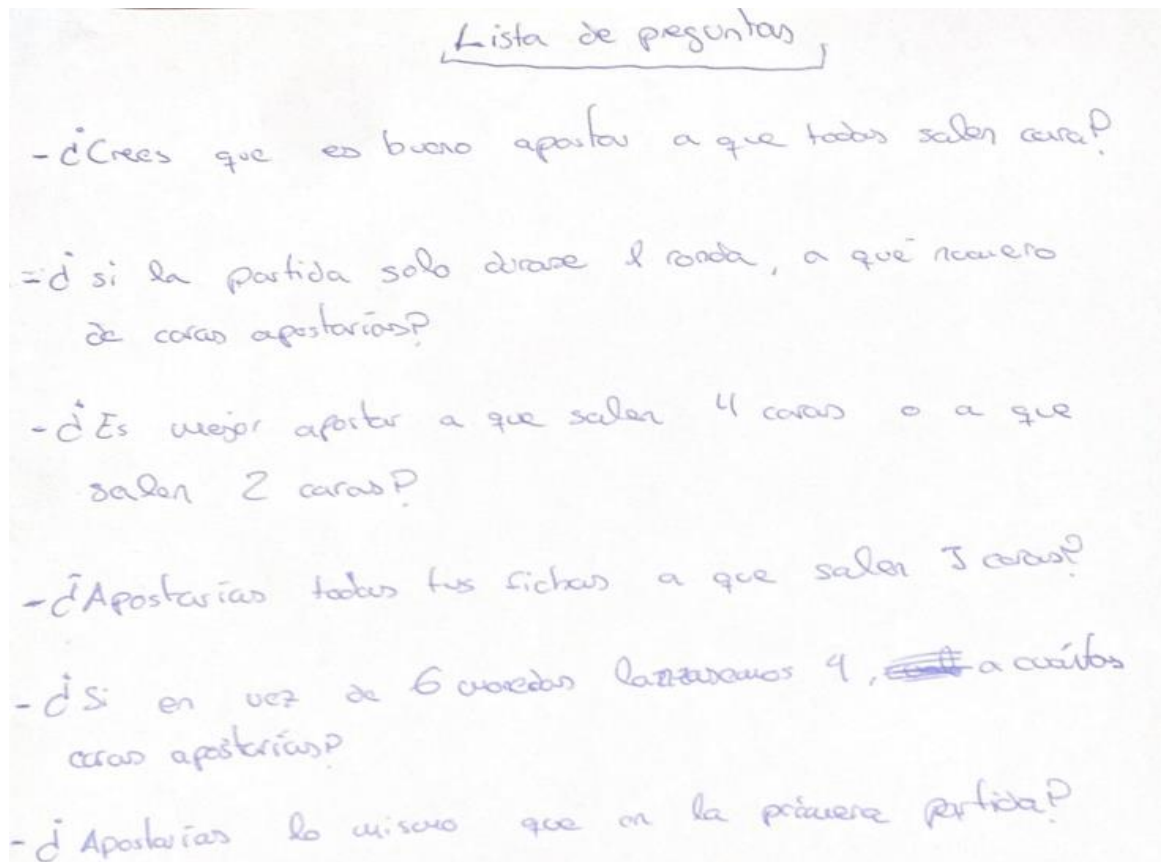 Lista de preguntas
- ¿Crees que es bueno apostar a que todas salen cara?
- ¿si la partida solo durase 1 ronda, a qué numero
de caras apostarías?
- ¿Es mejor apostar a que salen 4 caras o a que
salen 2 caras?
- ¿Apostarías todas tus fichas a que salen 5 caras?
- ¿Si en vez de 6 monedas lanzasemos 4, a cuántas
caras apostarías?
- ¿Apostarías lo mismo que en la primera partida?